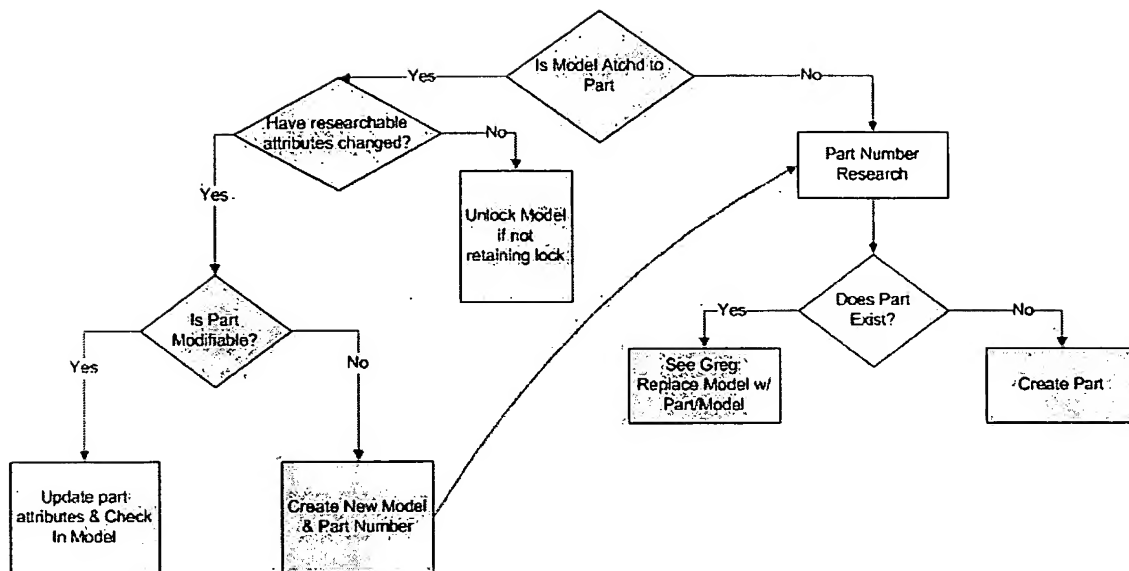 Is Model Atchd to
Part
Yes
No
Have researchable
attributes changed?
No
Part Number
Research
Yes
Unlock Model
if not
retaining lock
Is Part
Modifiable?
Does Part
Exist?
Yes
No
Yes
No
See Greg:
Replace Model w/
Part/Model
Create Part
Update part
attributes & Check
In Model
Create New Model
& Part Number